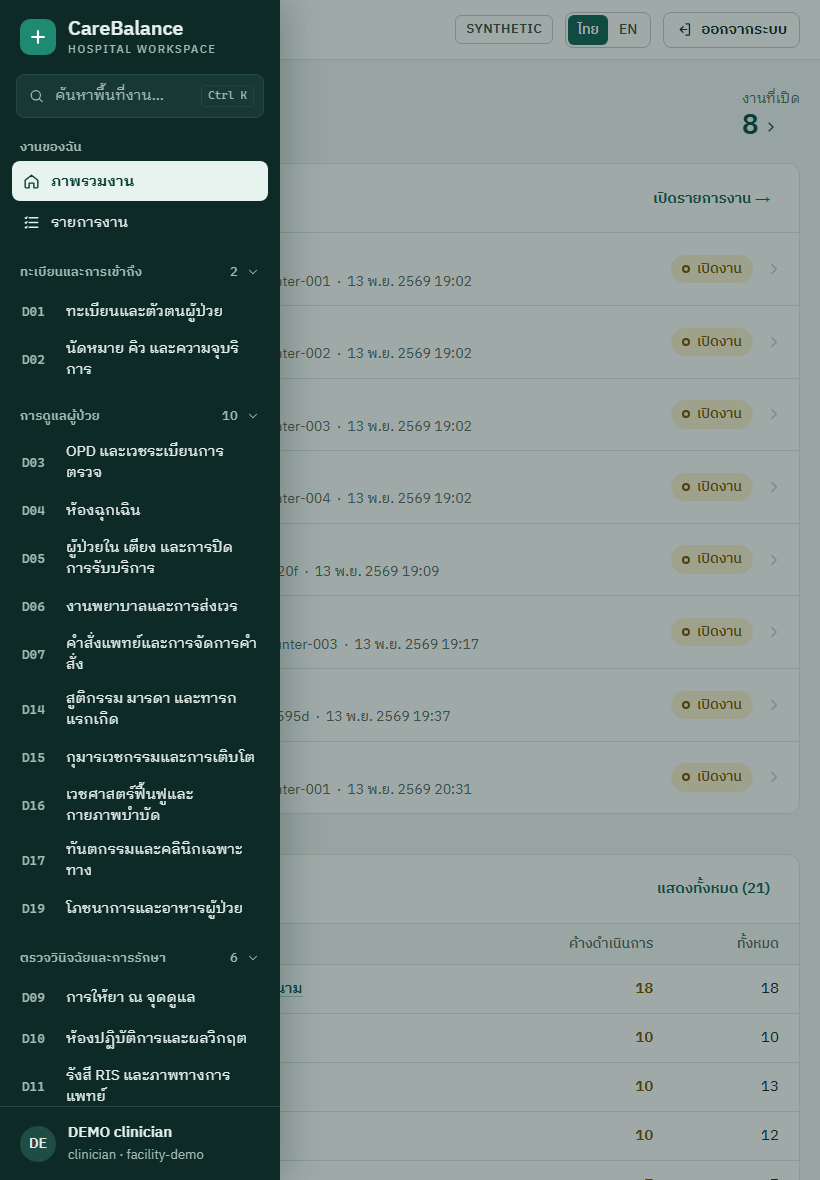 CareBalance
HOSPITAL WORKSPACE
ค้นหาพื้นที่งาน... Ctrl K
งานของฉัน
ภาพรวมงาน
รายการงาน
ทะเบียนและการเข้าถึง 2
D01 ทะเบียนและตัวตนผู้ป่วย
D02 นัดหมาย คิว และความจุบริ
การ
การดูแลผู้ป่วย 10
D03 OPD และเวชระเบียนการ
ตรวจ
D04 ห้องฉุกเฉิน
D05 ผู้ป่วยใน เตียง และการปิด
การรับบริการ
D06 งานพยาบาลและการส่งเวร
D07 คำสั่งแพทย์และการจัดการคำ
สั่ง
D14 สูติกรรม มารดา และทารก
แรกเกิด
D15 กุมารเวชกรรมและการเติบโต
D16 เวชศาสตร์ฟื้นฟูและ
กายภาพบำบัด
D17 ทันตกรรมและคลินิกเฉพาะ
ทาง
D19 โภชนาการและอาหารผู้ป่วย
ตรวจวินิจฉัยและการรักษา 6
D09 การให้ยา ณ จุดดูแล
D10 ห้องปฏิบัติการและผลวิกฤต
D11 รังสี RIS และภาพทางการ
แพทย์
DE DEMO clinician
clinician · facility-demo
SYNTHETIC ไทย EN ออกจากระบบ
งานที่เปิด
8
เปิดรายการงาน →
nter-001 · 13 พ.ย. 2569 19:02 เปิดงาน
nter-002 · 13 พ.ย. 2569 19:02 เปิดงาน
nter-003 · 13 พ.ย. 2569 19:02 เปิดงาน
nter-004 · 13 พ.ย. 2569 19:02 เปิดงาน
20f · 13 พ.ย. 2569 19:09 เปิดงาน
unter-003 · 13 พ.ย. 2569 19:17 เปิดงาน
595d · 13 พ.ย. 2569 19:37 เปิดงาน
nter-001 · 13 พ.ย. 2569 20:31 เปิดงาน
แสดงทั้งหมด (21)
ค้างดำเนินการ ทั้งหมด
นาม 18 18
10 10
10 13
10 12